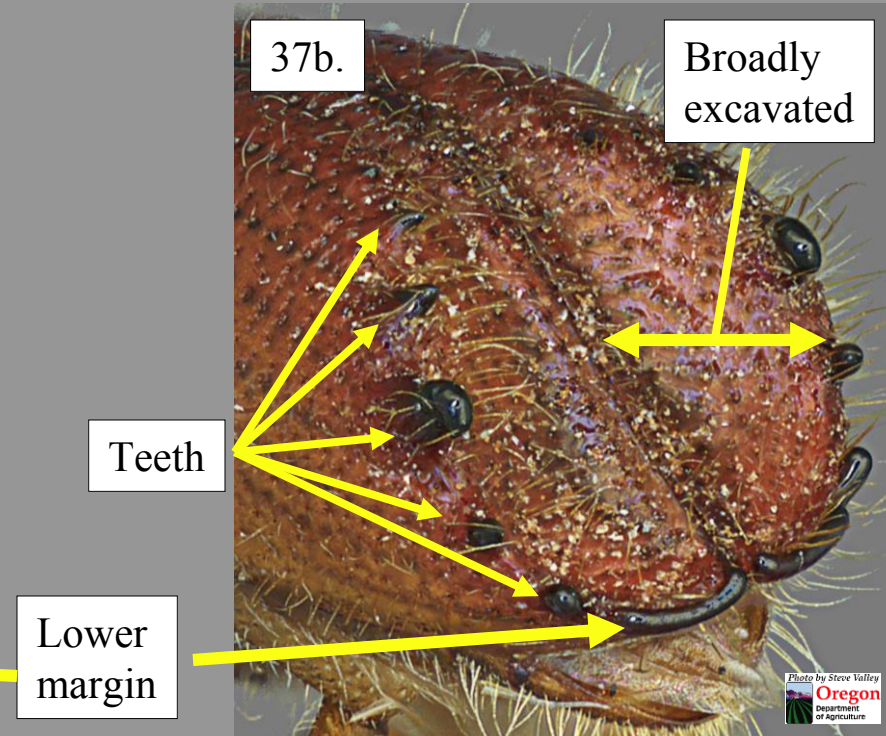 37b.
Broadly
excavated
Teeth
Lower
margin
Photo by Steve Valley
Oregon
Department
of Agriculture